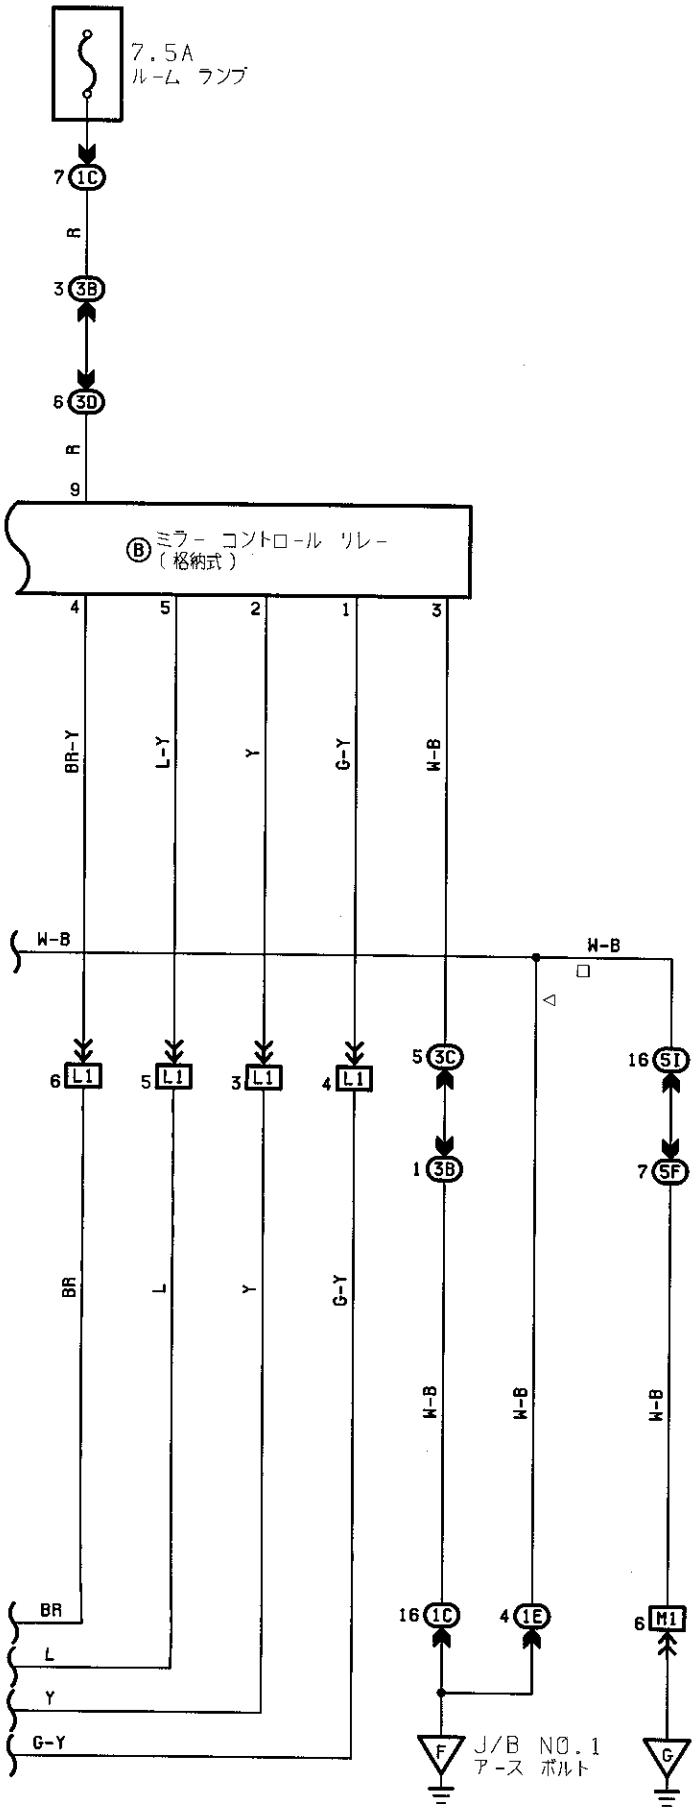 7.5A
ルーム ランプ
7 1C
R
3 3B
6 3D
R
9
B ミラー コントロール リレー
(格納式)
4 5 2 1 3
BR-Y L-Y Y G-Y W-B
W-B W-B
5 3C 16 5I
6 L1 5 L1 3 L1 4 L1
1 3B 7 5F
BR L Y G-Y
W-B W-B W-B
BR
16 1C 4 1E 6 M1
L
Y
G-Y
F J/B NO.1 G
アース ボルト